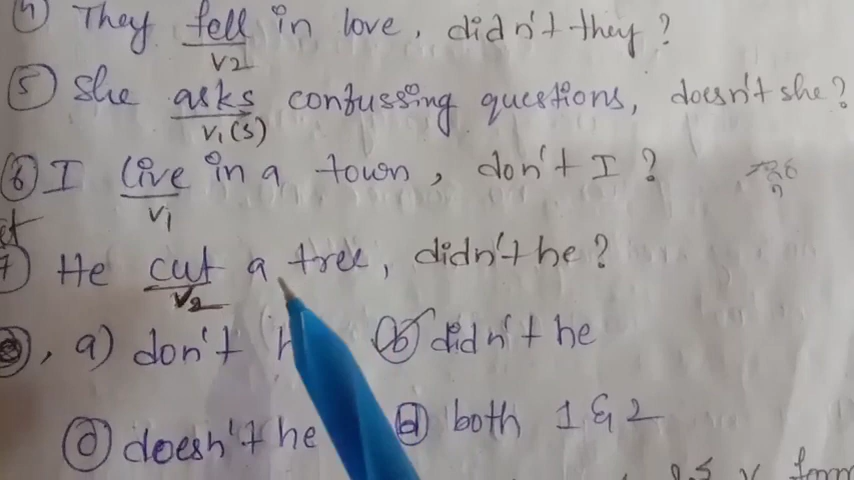 4) They fell in love, didn't they?
V2
5 She asks confussing questions, doesn't she?
V1(s)
6 I live in a town, don't I?
V1
7) He cut a tree, didn't he?
V2
, a) don't b didn't he
c doesn't he d both 1 & 2